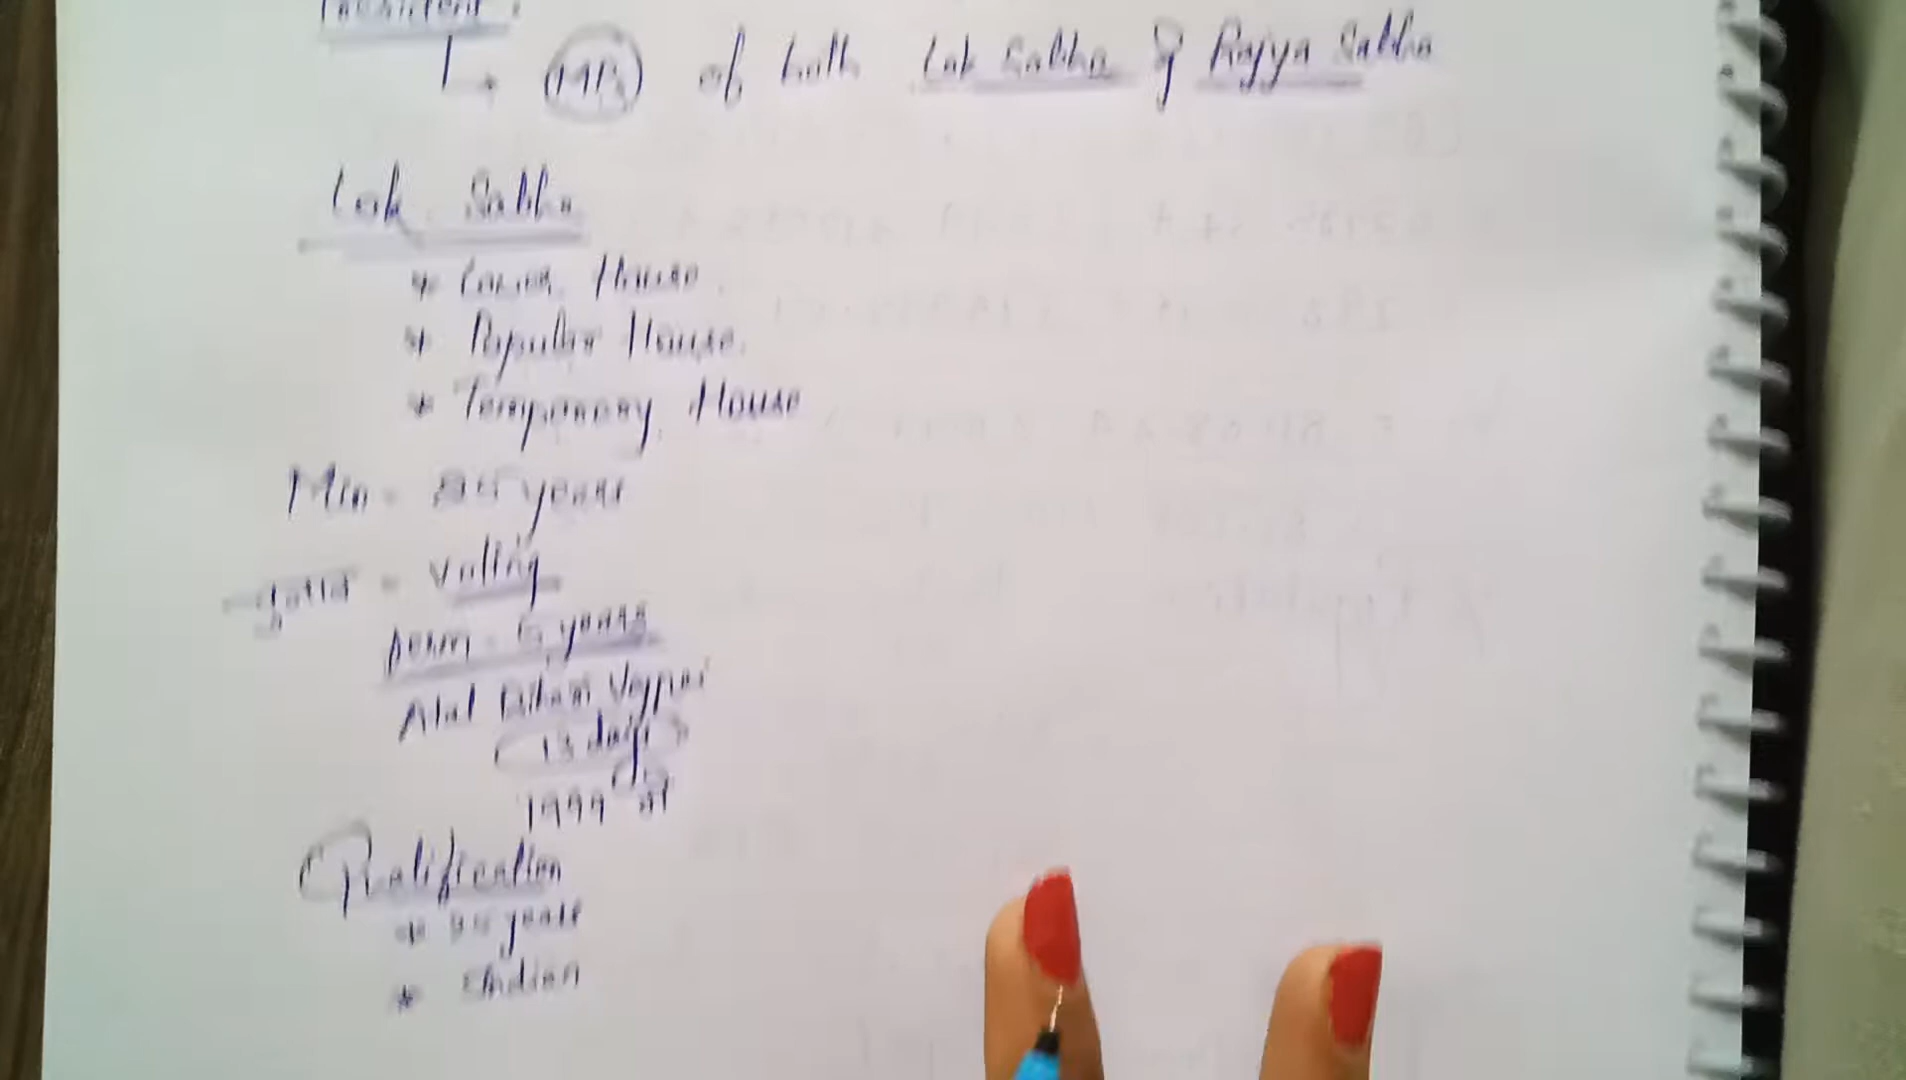 President:
↳ MPs of both Lok Sabha & Rajya Sabha
Lok Sabha
* Lower House.
* Popular House.
* Temporary House
Min - 25 years
= Voting
term - 5 years
Atal Bihari Vajpai
(13 days)
1999
Qualification
* 25 years
* Indian